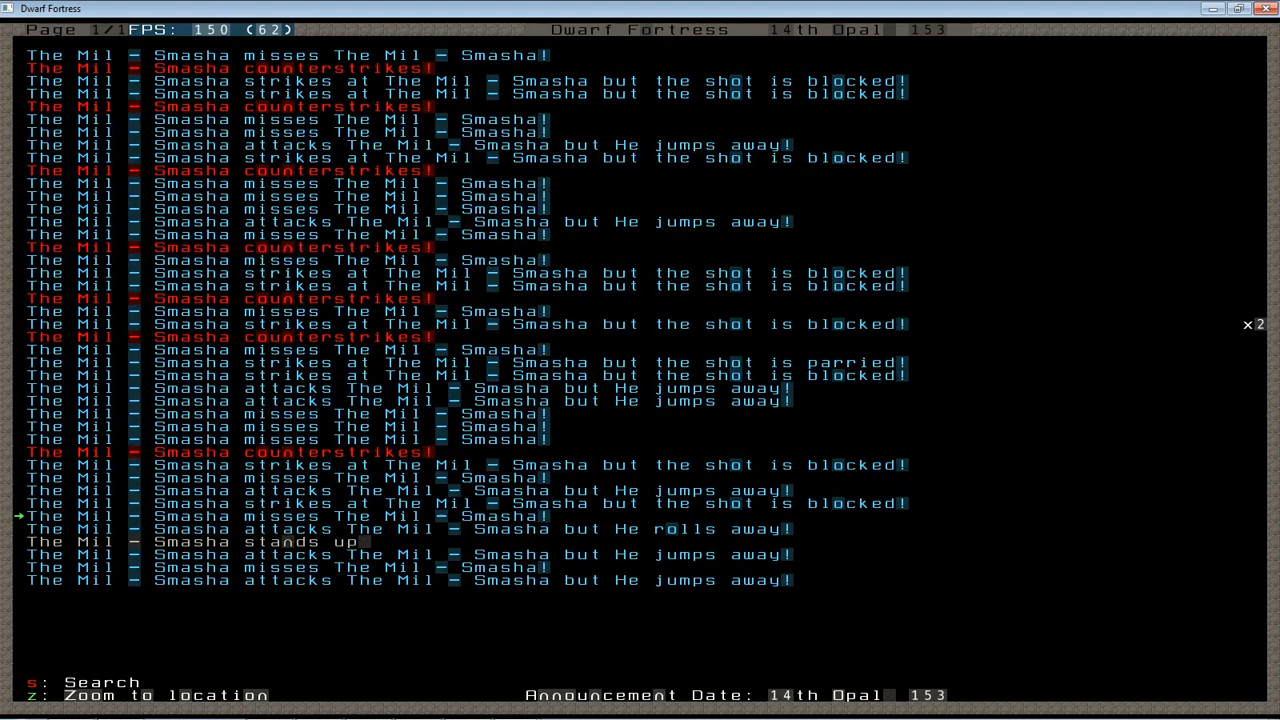 Dwarf Fortress
Page 1/1 FPS: 150 (62) Dwarf Fortress 14th Opal 153
The Mil - Smasha misses The Mil - Smasha!
The Mil - Smasha counterstrikes!
The Mil - Smasha strikes at The Mil - Smasha but the shot is blocked!
The Mil - Smasha strikes at The Mil - Smasha but the shot is blocked!
The Mil - Smasha counterstrikes!
The Mil - Smasha misses The Mil - Smasha!
The Mil - Smasha misses The Mil - Smasha!
The Mil - Smasha attacks The Mil - Smasha but He jumps away!
The Mil - Smasha strikes at The Mil - Smasha but the shot is blocked!
The Mil - Smasha counterstrikes!
The Mil - Smasha misses The Mil - Smasha!
The Mil - Smasha misses The Mil - Smasha!
The Mil - Smasha misses The Mil - Smasha!
The Mil - Smasha attacks The Mil - Smasha but He jumps away!
The Mil - Smasha misses The Mil - Smasha!
The Mil - Smasha counterstrikes!
The Mil - Smasha misses The Mil - Smasha!
The Mil - Smasha strikes at The Mil - Smasha but the shot is blocked!
The Mil - Smasha strikes at The Mil - Smasha but the shot is blocked!
The Mil - Smasha counterstrikes!
The Mil - Smasha misses The Mil - Smasha!
The Mil - Smasha strikes at The Mil - Smasha but the shot is blocked! x2
The Mil - Smasha counterstrikes!
The Mil - Smasha misses The Mil - Smasha!
The Mil - Smasha strikes at The Mil - Smasha but the shot is parried!
The Mil - Smasha strikes at The Mil - Smasha but the shot is blocked!
The Mil - Smasha attacks The Mil - Smasha but He jumps away!
The Mil - Smasha attacks The Mil - Smasha but He jumps away!
The Mil - Smasha misses The Mil - Smasha!
The Mil - Smasha misses The Mil - Smasha!
The Mil - Smasha misses The Mil - Smasha!
The Mil - Smasha counterstrikes!
The Mil - Smasha strikes at The Mil - Smasha but the shot is blocked!
The Mil - Smasha misses The Mil - Smasha!
The Mil - Smasha attacks The Mil - Smasha but He jumps away!
The Mil - Smasha strikes at The Mil - Smasha but the shot is blocked!
The Mil - Smasha misses The Mil - Smasha!
The Mil - Smasha attacks The Mil - Smasha but He rolls away!
The Mil - Smasha stands up.
The Mil - Smasha attacks The Mil - Smasha but He jumps away!
The Mil - Smasha misses The Mil - Smasha!
The Mil - Smasha attacks The Mil - Smasha but He jumps away!
s: Search
z: Zoom to location Announcement Date: 14th Opal 153